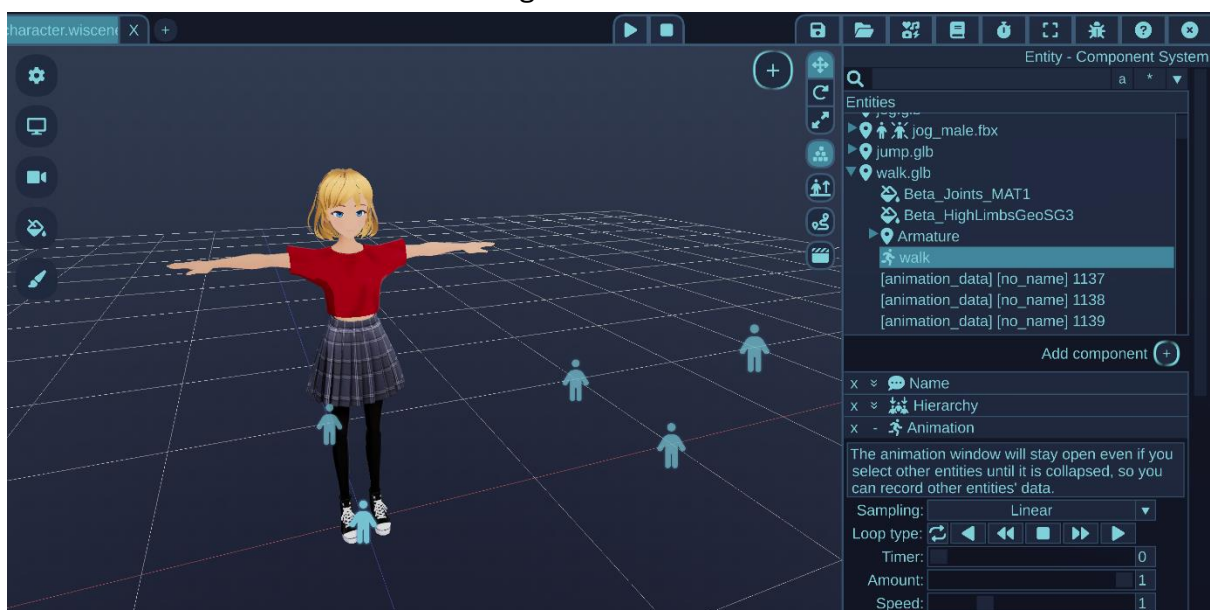 character.wiscene X +
Entity - Component System
a * ▼
Entities
jog_male.fbx
jump.glb
walk.glb
Beta_Joints_MAT1
Beta_HighLimbsGeoSG3
Armature
walk
[animation_data] [no_name] 1137
[animation_data] [no_name] 1138
[animation_data] [no_name] 1139
Add component +
x Name
x Hierarchy
x - Animation
The animation window will stay open even if you
select other entities until it is collapsed, so you
can record other entities' data.
Sampling: Linear
Loop type:
Timer: 0
Amount: 1
Speed: 1